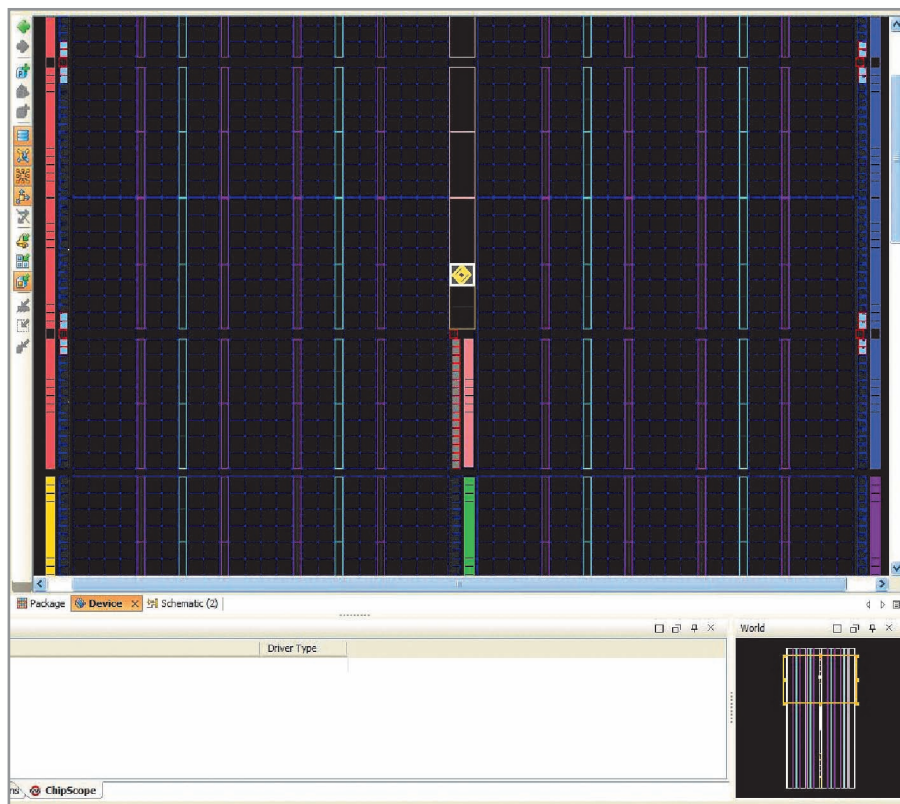 Package
Device
Schematic (2)
World
Driver Type
ChipScope